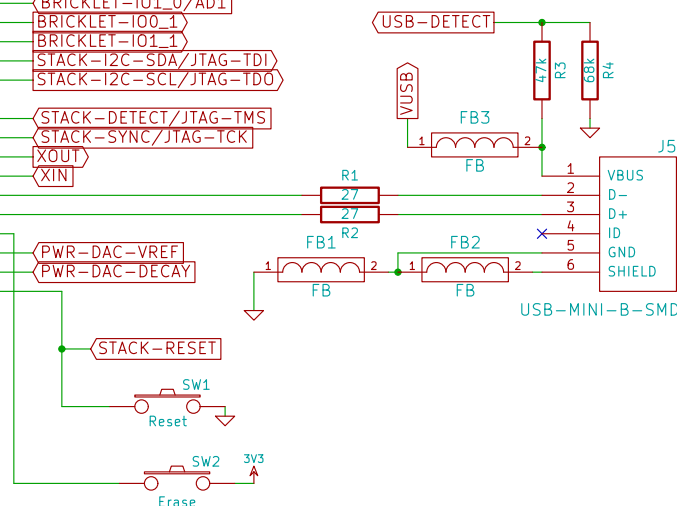 BRICKLET-IO1_0/AD1
BRICKLET-IO0_1
BRICKLET-IO1_1
STACK-I2C-SDA/JTAG-TDI
STACK-I2C-SCL/JTAG-TDO
STACK-DETECT/JTAG-TMS
STACK-SYNC/JTAG-TCK
XOUT
XIN
PWR-DAC-VREF
PWR-DAC-DECAY
STACK-RESET
SW1
Reset
SW2
3V3
Erase
USB-DETECT
47k
R3
68k
R4
VUSB
FB3
1 2
FB
R1
27
27
R2
FB1
1 2
FB
FB2
1 2
FB
J5
1 VBUS
2 D-
3 D+
4 ID
5 GND
6 SHIELD
USB-MINI-B-SMD